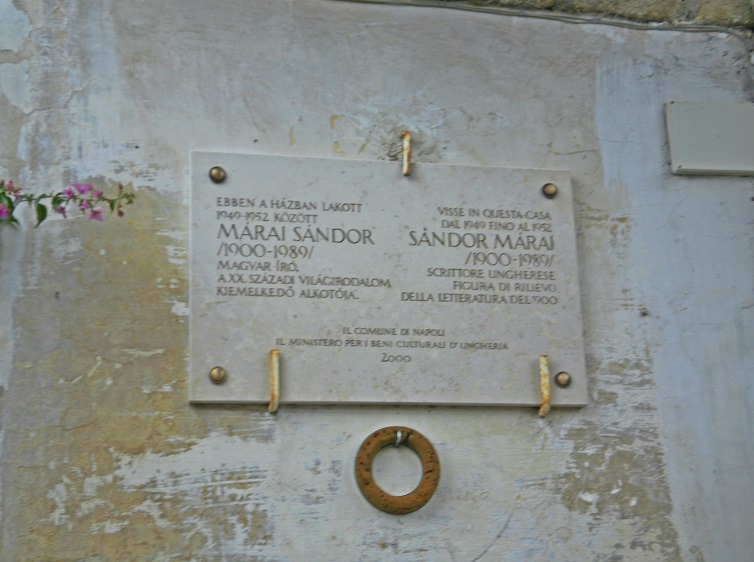 EBBEN A HÁZBAN LAKOTT
1949-1952 KÖZÖTT
MÁRAI SÁNDOR
/1900-1989/
MAGYAR ÍRÓ,
A XX. SZÁZADI VILÁGIRODALOM
KIEMELKEDŐ ALKOTÓJA.
VISSE IN QUESTA CASA
DAL 1949 FINO AL 1952
SÁNDOR MÁRAI
/1900-1989/
SCRITTORE UNGHERESE
FIGURA DI RILIEVO
DELLA LETTERATURA DEL 1900
IL COMUNE DI NAPOLI
IL MINISTERO PER I BENI CULTURALI D'UNGHERIA
2000